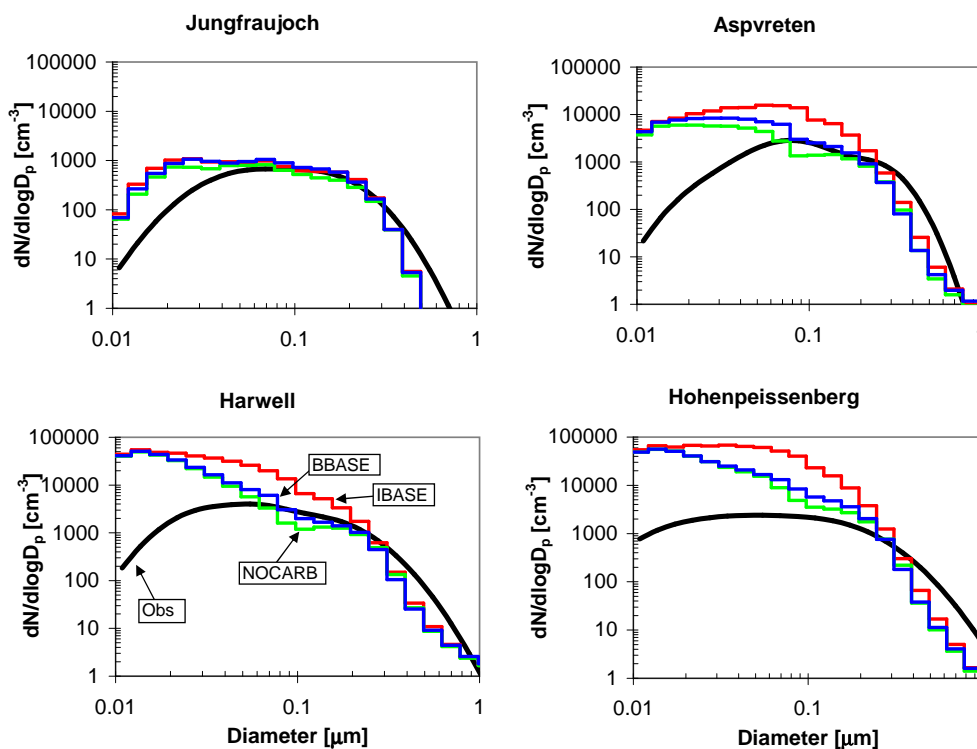 Jungfraujoch
100000
10000
1000
100
10
1
dN/dlogDp [cm-3]
0.01
0.1
1
Aspvreten
100000
10000
1000
100
10
1
dN/dlogDp [cm-3]
0.01
0.1
Harwell
100000
10000
1000
100
10
1
dN/dlogDp [cm-3]
BBASE
IBASE
NOCARB
Obs
0.01
0.1
1
Diameter [μm]
Hohenpeissenberg
100000
10000
1000
100
10
1
dN/dlogDp [cm-3]
0.01
0.1
Diameter [μm]